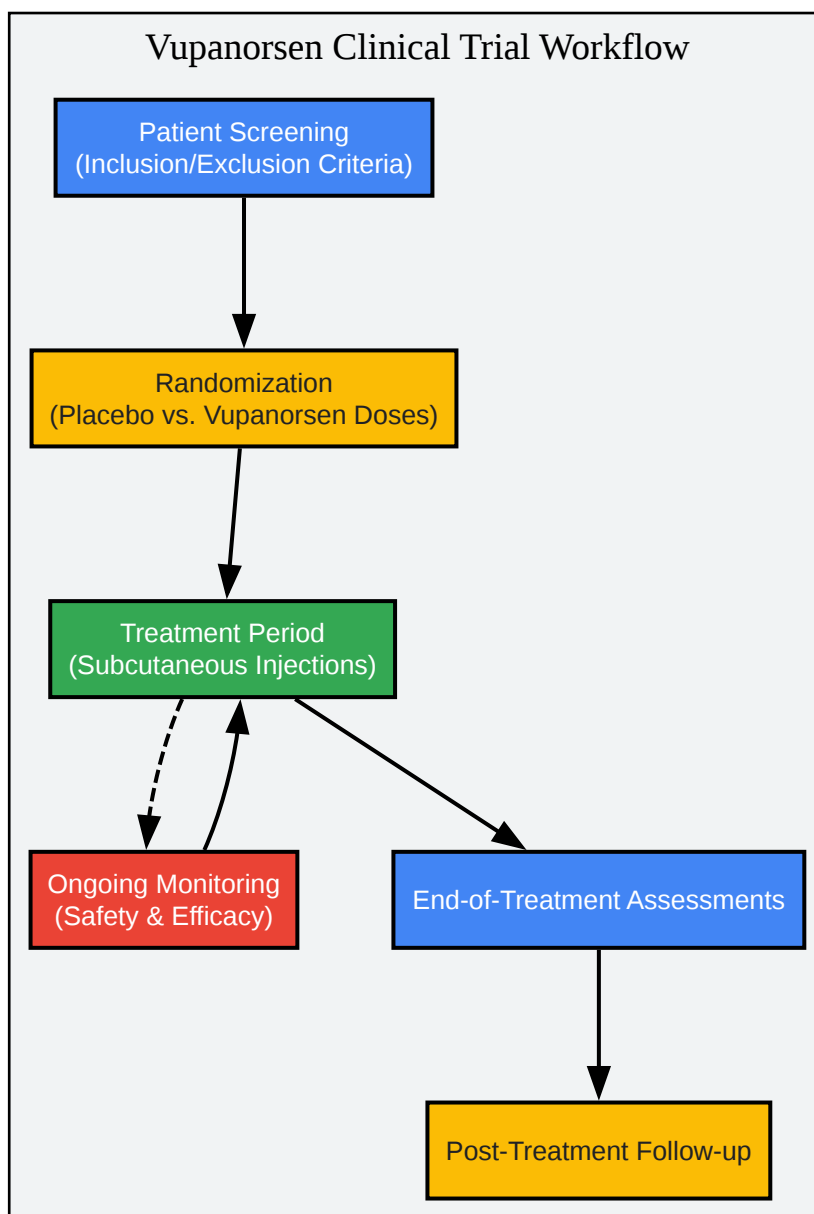 Vupanorsen Clinical Trial Workflow
Patient Screening
(Inclusion/Exclusion Criteria)
Randomization
(Placebo vs. Vupanorsen Doses)
Treatment Period
(Subcutaneous Injections)
Ongoing Monitoring
(Safety & Efficacy)
End-of-Treatment Assessments
Post-Treatment Follow-up